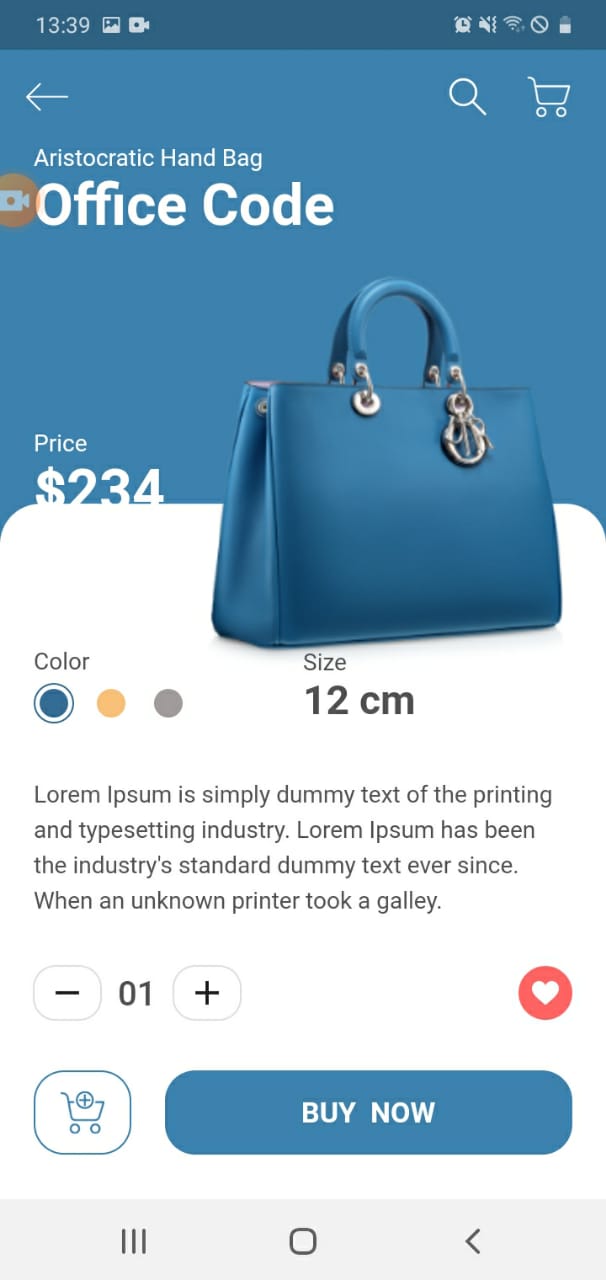 13:39
Aristocratic Hand Bag
Office Code
Price
$234
Color
Size
12 cm
Lorem Ipsum is simply dummy text of the printing
and typesetting industry. Lorem Ipsum has been
the industry's standard dummy text ever since.
When an unknown printer took a galley.
01
BUY NOW